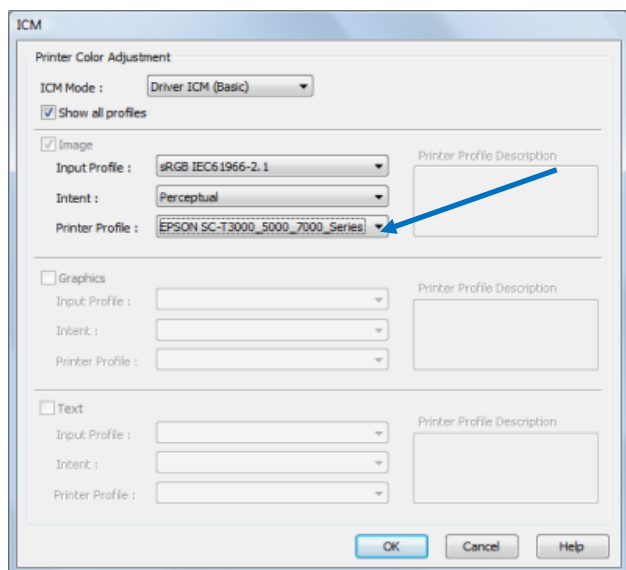 ICM
Printer Color Adjustment
ICM Mode : Driver ICM (Basic)
Show all profiles
Image
Printer Profile Description
Input Profile : sRGB IEC61966-2.1
Intent : Perceptual
Printer Profile : EPSON SC-T3000_5000_7000_Series
Graphics
Printer Profile Description
Input Profile :
Intent :
Printer Profile :
Text
Printer Profile Description
Input Profile :
Intent :
Printer Profile :
OK Cancel Help